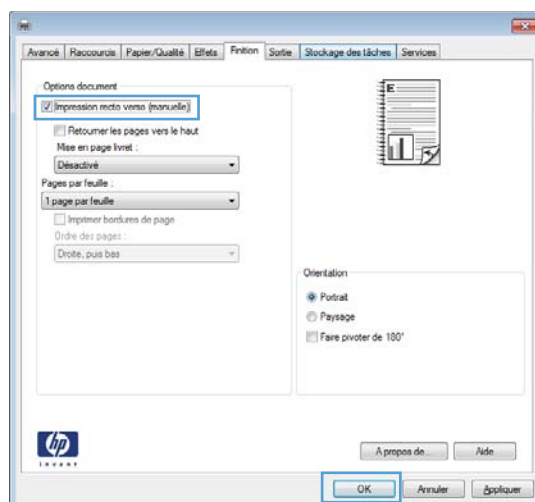 Avancé Raccourcis Papier/Qualité Effets Finition Sortie Stockage des tâches Services
Options document
Impression recto verso (manuelle)
Retourner les pages vers le haut
Mise en page livret :
Désactivé
Pages par feuille :
1 page par feuille
Imprimer bordures de page
Ordre des pages :
Droite, puis bas
E
Orientation
Portrait
Paysage
Faire pivoter de 180°
hp
invent
A propos de... Aide
OK Annuler Appliquer